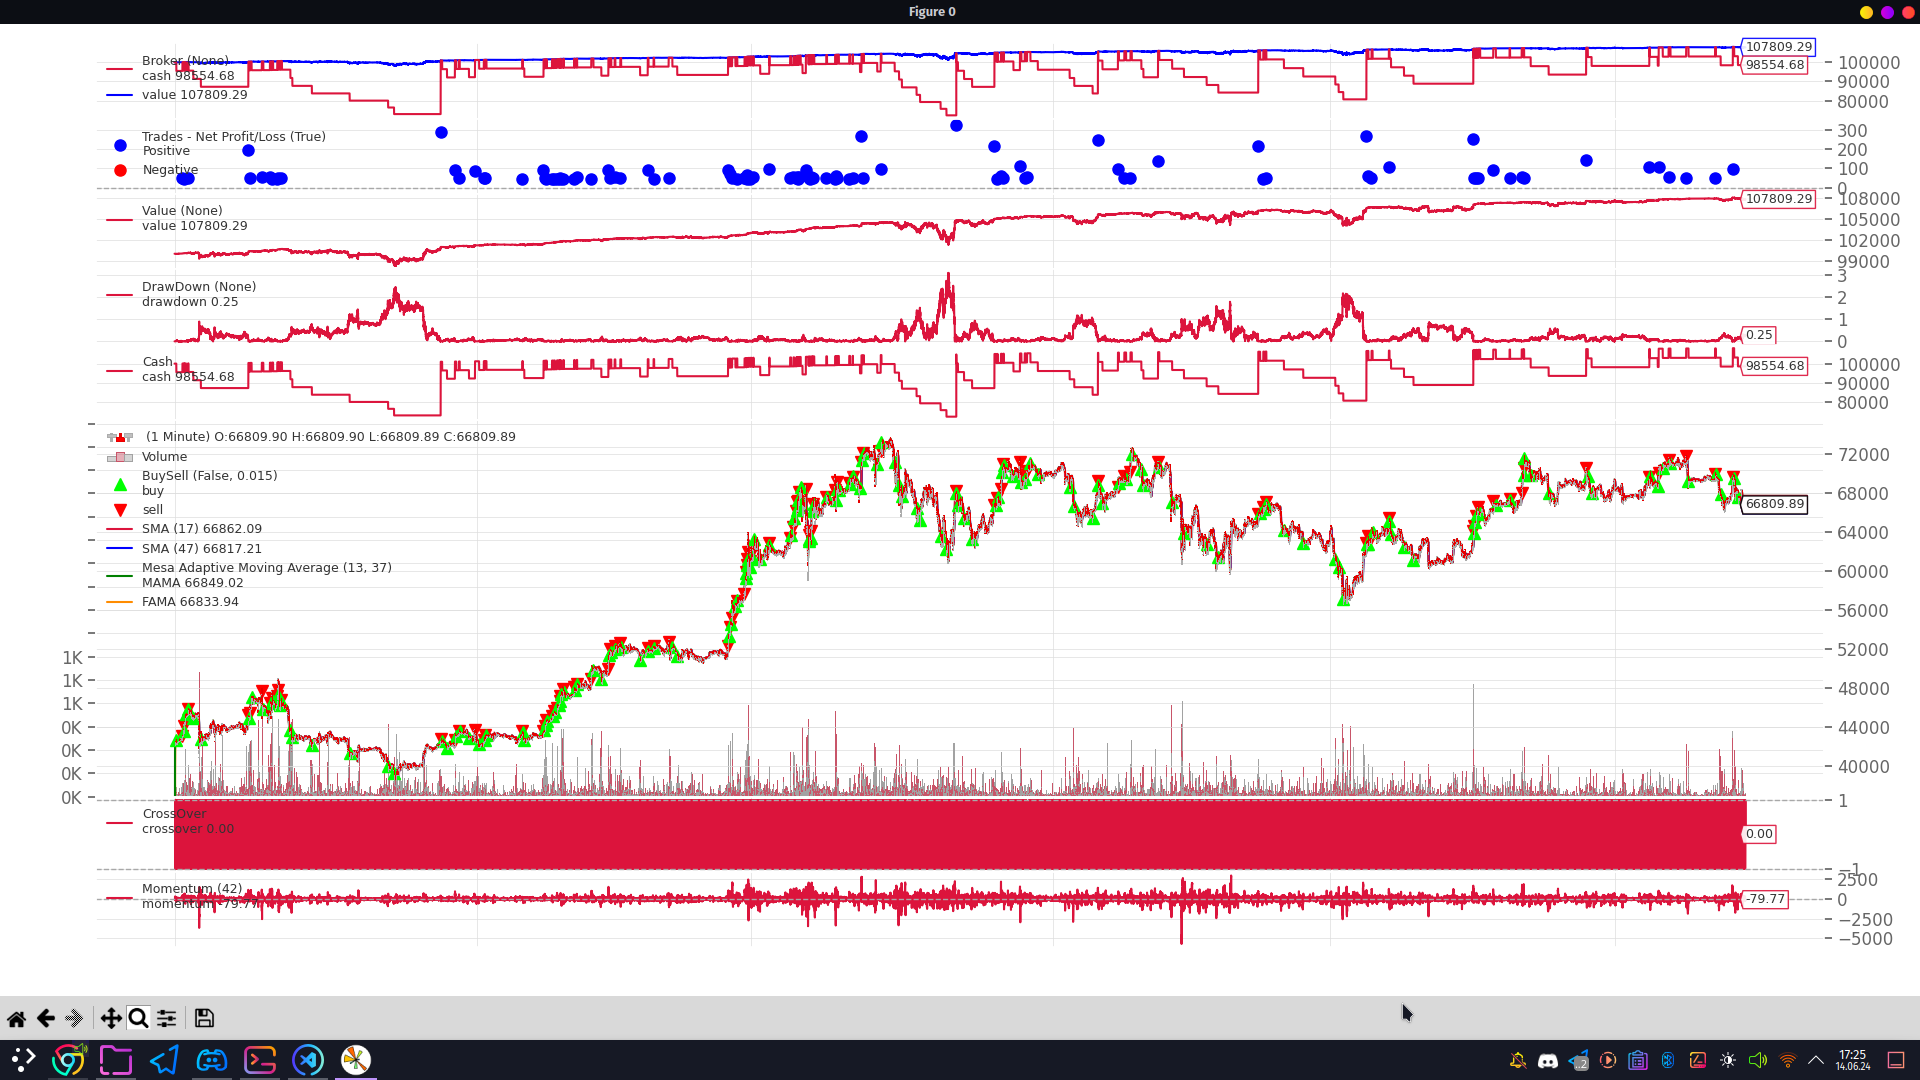 Figure 0
Broker (None)
cash 98554.68
value 107809.29
107809.29
98554.68
100000
90000
80000
Trades - Net Profit/Loss (True)
Positive
Negative
300
200
100
0
Value (None)
value 107809.29
107809.29
108000
105000
102000
99000
DrawDown (None)
drawdown 0.25
3
2
1
0
0.25
Cash
cash 98554.68
98554.68
100000
90000
80000
(1 Minute) O:66809.90 H:66809.90 L:66809.89 C:66809.89
Volume
BuySell (False, 0.015)
buy
sell
SMA (17) 66862.09
SMA (47) 66817.21
Mesa Adaptive Moving Average (13, 37)
MAMA 66849.02
FAMA 66833.94
72000
68000
66809.89
64000
60000
56000
52000
48000
44000
40000
1K
1K
1K
0K
0K
0K
0K
CrossOver
crossover 0.00
1
0.00
−1
Momentum (42)
momentum -79.77
2500
0
-79.77
−2500
−5000
17:25
14.06.24